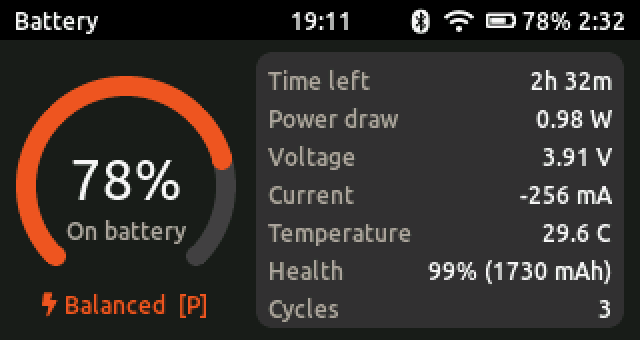 Battery 19:11 78% 2:32
78%
On battery
Balanced [P]
Time left 2h 32m
Power draw 0.98 W
Voltage 3.91 V
Current -256 mA
Temperature 29.6 C
Health 99% (1730 mAh)
Cycles 3